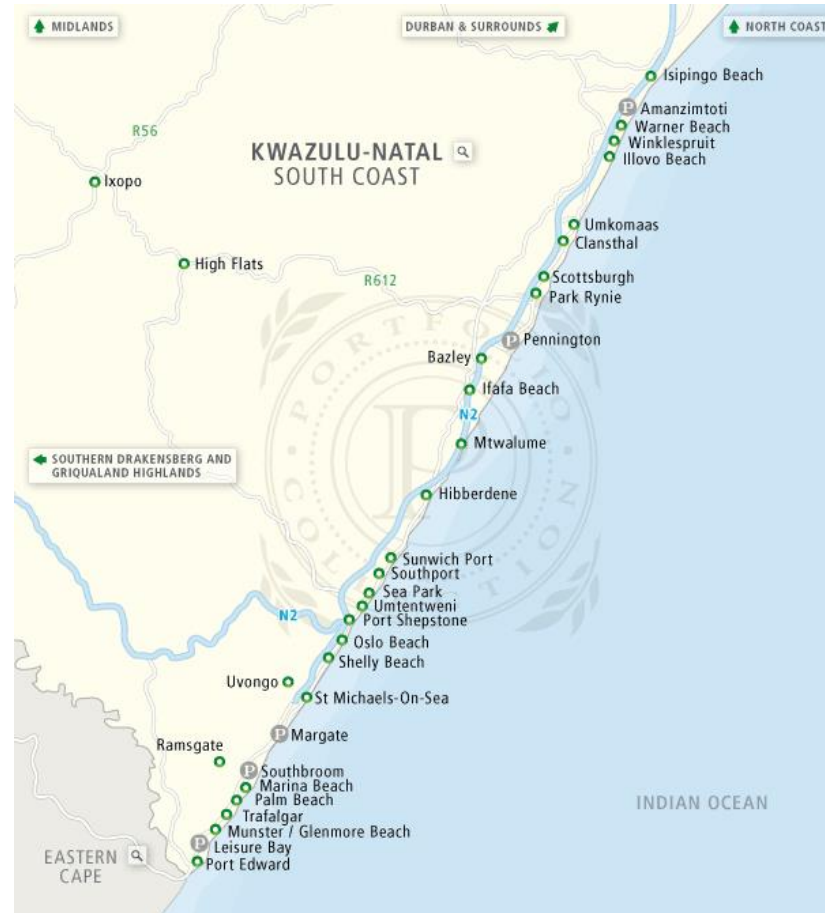 MIDLANDS
DURBAN & SURROUNDS
NORTH COAST
Isipingo Beach
P
Amanzimtoti
Warner Beach
Winklespruit
Illovo Beach
R56
KWAZULU-NATAL
SOUTH COAST
Ixopo
Umkomaas
Clansthal
High Flats
R612
Scottsburgh
Park Rynie
PORTFOLIO
COLLECTION
P
P
Pennington
Bazley
Ifafa Beach
N2
Mtwalume
SOUTHERN DRAKENSBERG AND
GRIQUALAND HIGHLANDS
Hibberdene
Sunwich Port
Southport
Sea Park
Umtentweni
N2
Port Shepstone
Oslo Beach
Shelly Beach
Uvongo
St Michaels-On-Sea
P
Margate
Ramsgate
P
Southbroom
Marina Beach
Palm Beach
Trafalgar
Munster / Glenmore Beach
P
Leisure Bay
Port Edward
INDIAN OCEAN
EASTERN
CAPE